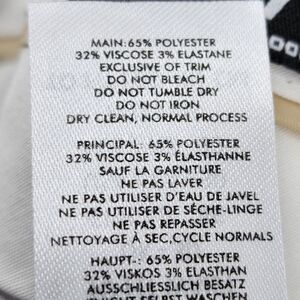 MAIN: 65% POLYESTER
32% VISCOSE 3% ELASTANE
EXCLUSIVE OF TRIM
DO NOT BLEACH
DO NOT TUMBLE DRY
DO NOT IRON
DRY CLEAN, NORMAL PROCESS
PRINCIPAL: 65% POLYESTER
32% VISCOSE 3% ÉLASTHANNE
SAUF LA GARNITURE
NE PAS LAVER
NE PAS UTILISER D'EAU DE JAVEL
NE PAS UTILISER DE SÈCHE-LINGE
NE PAS REPASSER
NETTOYAGE À SEC, CYCLE NORMALS
HAUPT-: 65% POLYESTER
32% VISKOS 3% ELASTHAN
AUSSCHLIESSLICH BESATZ
NICHT SELBST WASCHEN